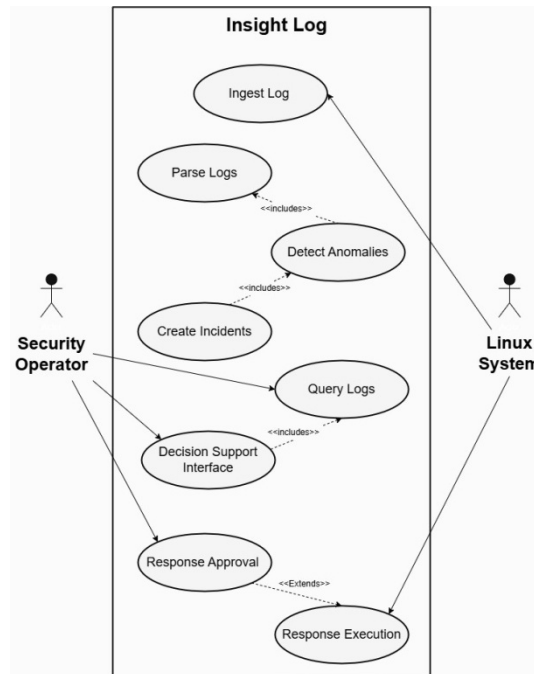 Insight Log
Ingest Log
Parse Logs
<<includes>>
Detect Anomalies
<<includes>>
Create Incidents
Security
Operator
Linux
System
Query Logs
<<includes>>
Decision Support
Interface
Response Approval
<<Extends>>
Response Execution